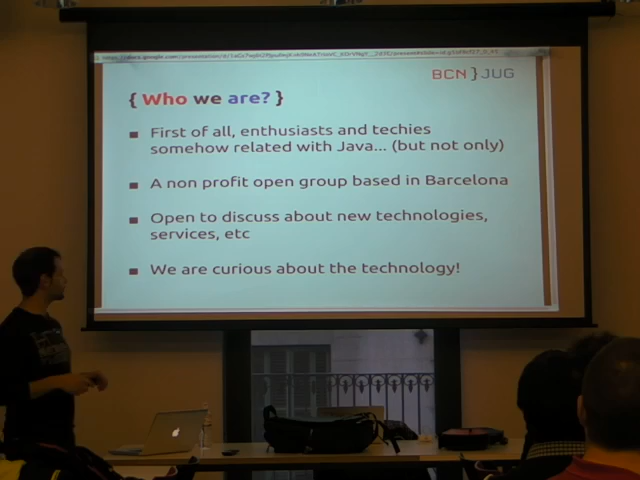 BCN}JUG
{ Who we are? }
First of all, enthusiasts and techies
somehow related with Java... (but not only)
A non profit open group based in Barcelona
Open to discuss about new technologies,
services, etc
We are curious about the technology!